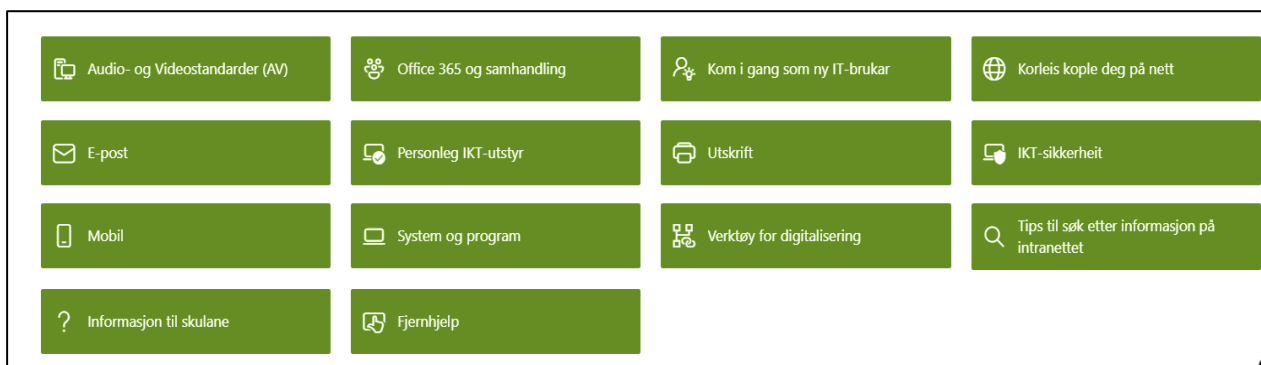 Audio- og Videostandarder (AV)
Office 365 og samhandling
Kom i gang som ny IT-brukar
Korleis kople deg på nett
E-post
Personleg IKT-utstyr
Utskrift
IKT-sikkerheit
Mobil
System og program
Verktøy for digitalisering
Tips til søk etter informasjon på
intranettet
Informasjon til skulane
Fjernhjelp